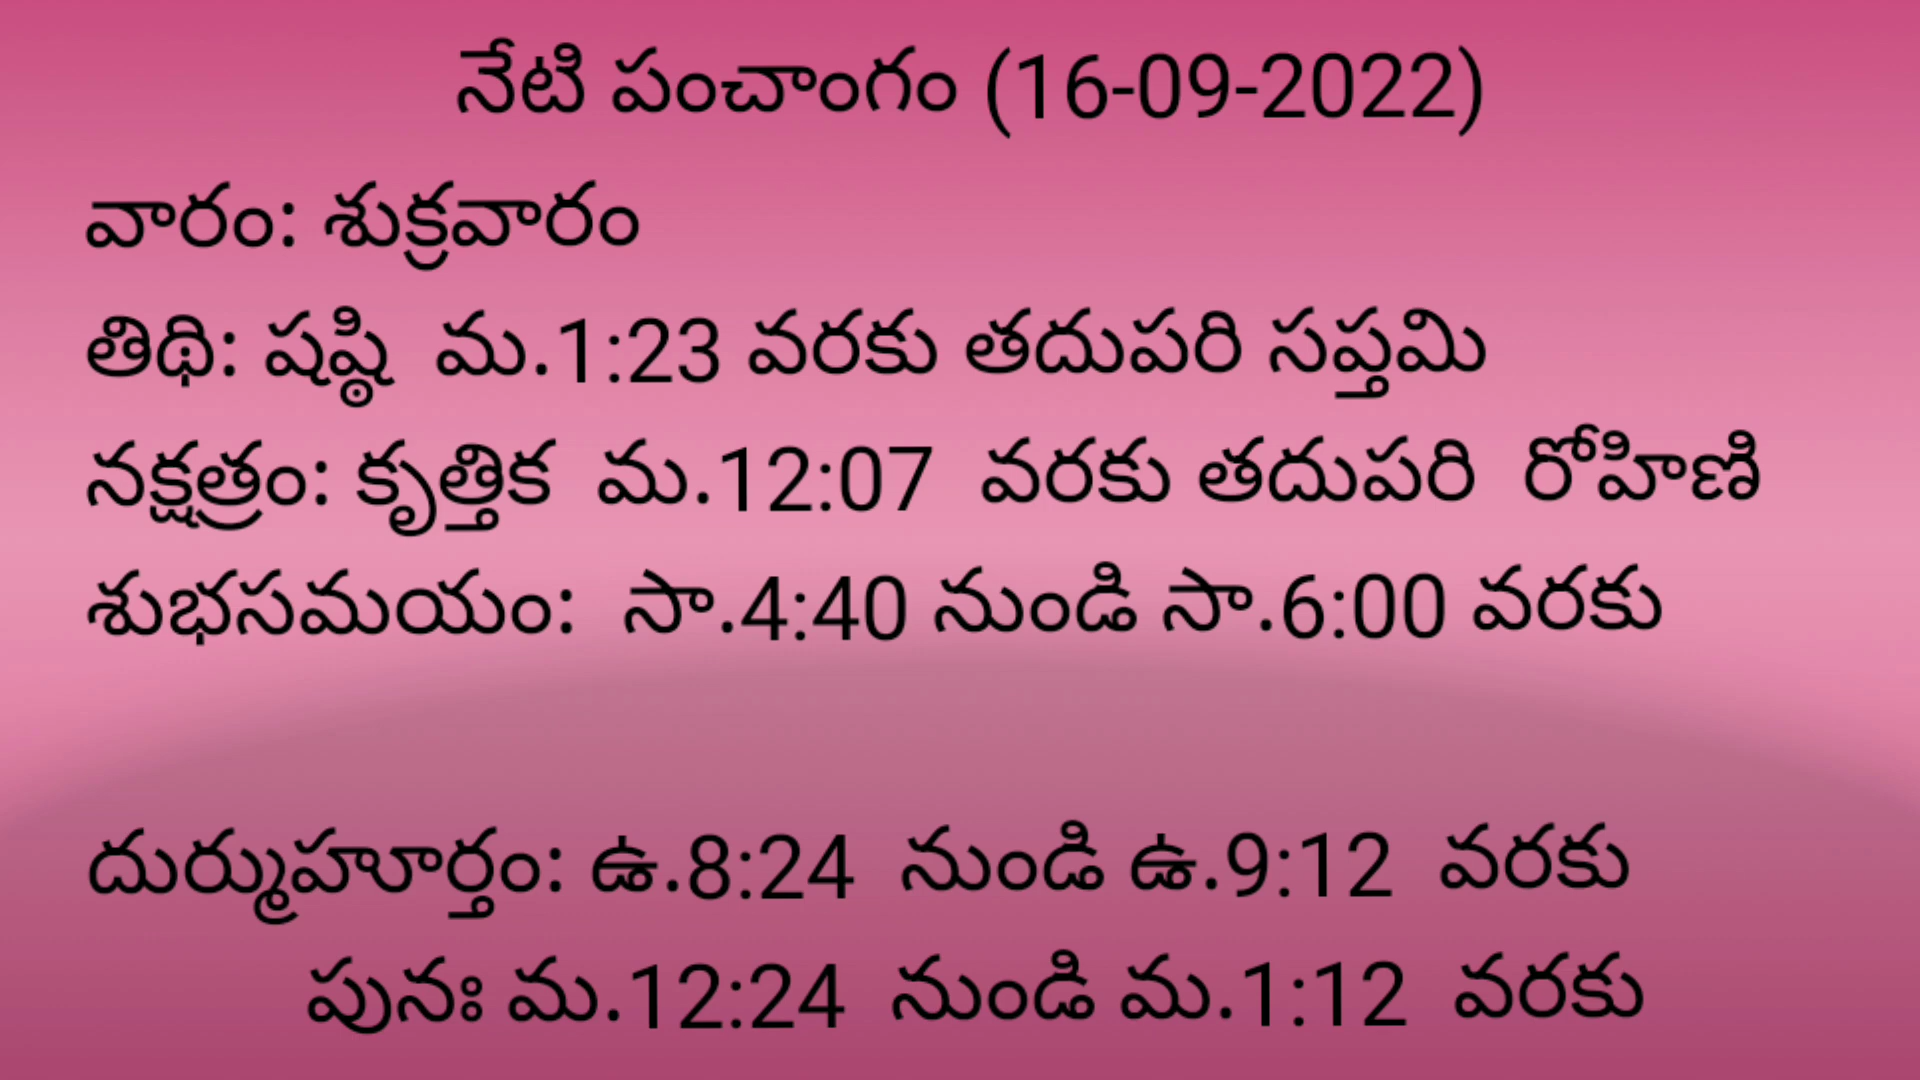 నేటి పంచాంగం (16-09-2022)
వారం: శుక్రవారం
తిథి: షష్ఠి మ.1:23 వరకు తదుపరి సప్తమి
నక్షత్రం: కృత్తిక మ.12:07 వరకు తదుపరి రోహిణి
శుభసమయం: సా.4:40 నుండి సా.6:00 వరకు
దుర్ముహూర్తం: ఉ.8:24 నుండి ఉ.9:12 వరకు
పునః మ.12:24 నుండి మ.1:12 వరకు